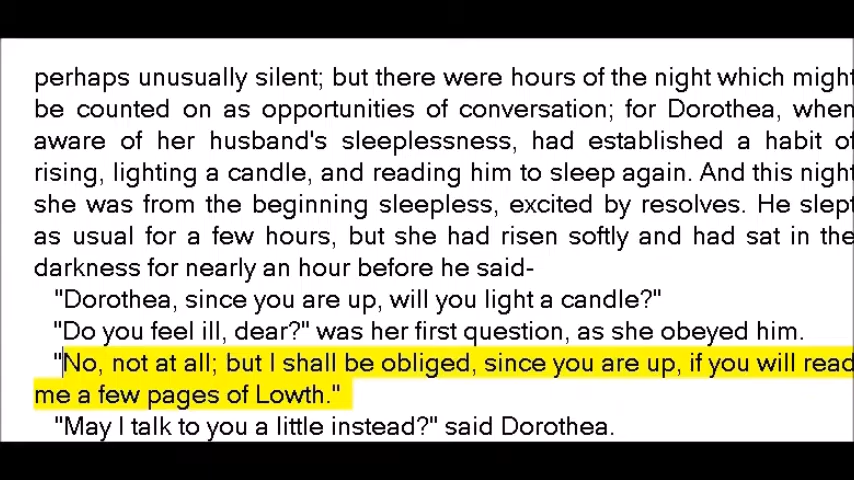 perhaps unusually silent; but there were hours of the night which might
be counted on as opportunities of conversation; for Dorothea, when
aware of her husband's sleeplessness, had established a habit of
rising, lighting a candle, and reading him to sleep again. And this night
she was from the beginning sleepless, excited by resolves. He slept
as usual for a few hours, but she had risen softly and had sat in the
darkness for nearly an hour before he said-
"Dorothea, since you are up, will you light a candle?"
"Do you feel ill, dear?" was her first question, as she obeyed him.
"No, not at all; but I shall be obliged, since you are up, if you will read
me a few pages of Lowth."
"May I talk to you a little instead?" said Dorothea.